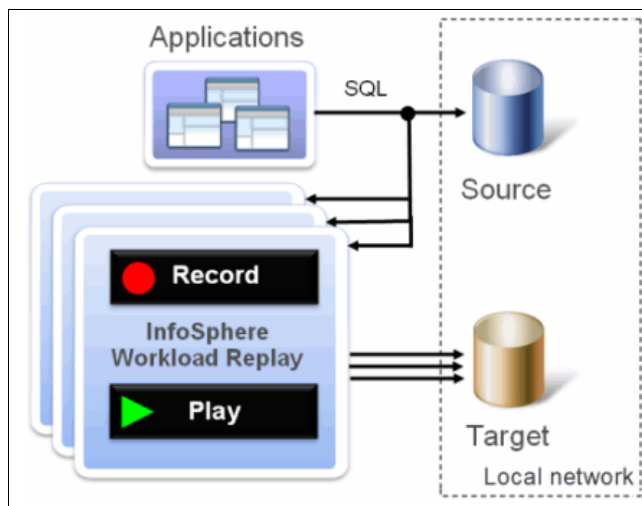 Applications
SQL
Source
Record
InfoSphere
Workload Replay
Play
Target
Local network